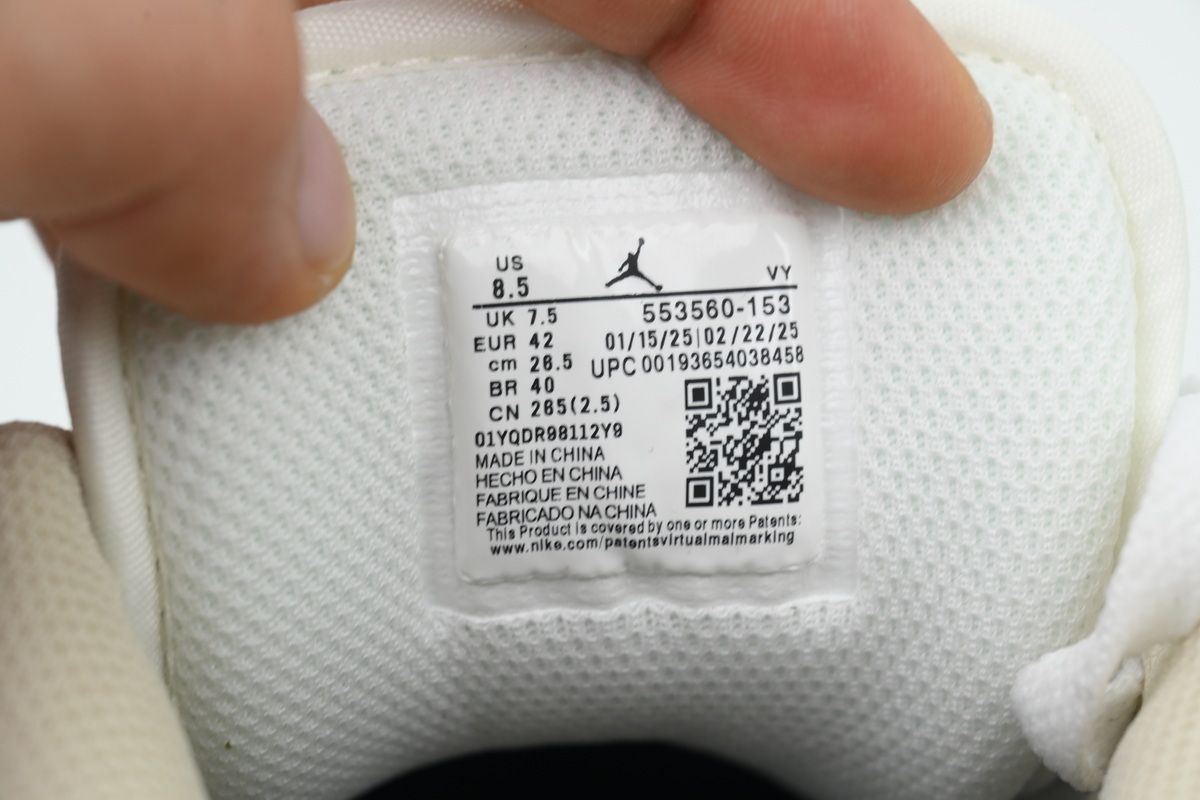 US
8.5
VY
UK 7.5
553560-153
EUR 42
01/15/25|02/22/25
cm 26.5
UPC 00193654038458
BR 40
CN 265(2.5)
01YQDR98112Y9
MADE IN CHINA
HECHO EN CHINA
FABRIQUE EN CHINE
FABRICADO NA CHINA
This Product is covered by one or more Patents:
www.nike.com/patentsvirtualmalmarking